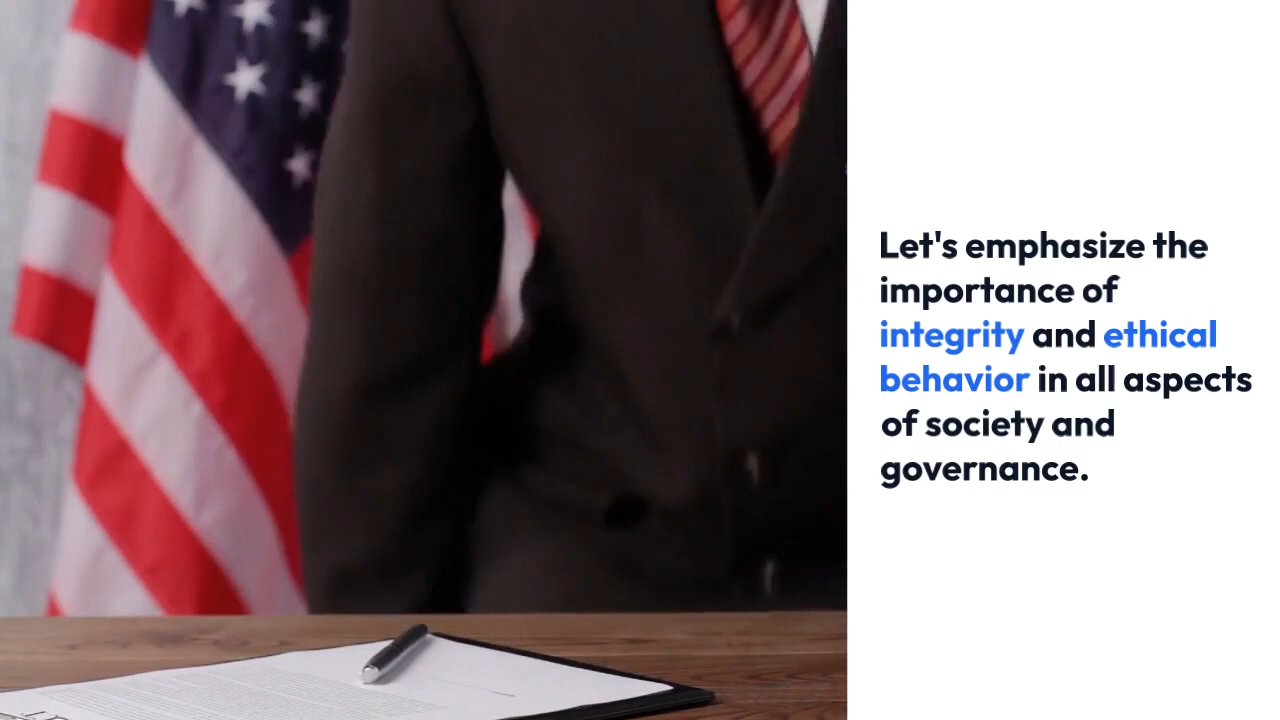 Let's emphasize the
importance of
integrity and ethical
behavior in all aspects
of society and
governance.